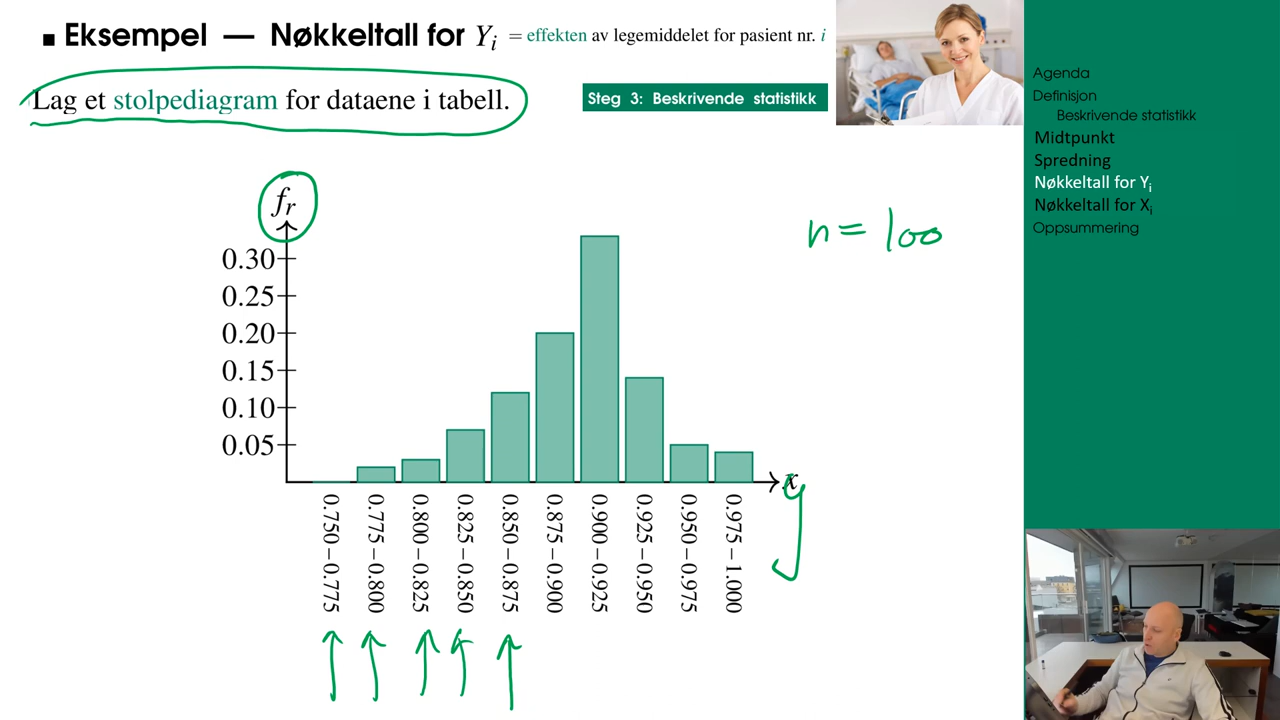 ▪ Eksempel — Nøkkeltall for Yᵢ = effekten av legemiddelet for pasient nr. i
Lag et stolpediagram for dataene i tabell.
Steg 3: Beskrivende statistikk
fᵣ
n = 100
0.30
0.25
0.20
0.15
0.10
0.05
y
0.750–0.775
0.775–0.800
0.800–0.825
0.825–0.850
0.850–0.875
0.875–0.900
0.900–0.925
0.925–0.950
0.950–0.975
0.975–1.000
Agenda
Definisjon
Beskrivende statistikk
Midtpunkt
Spredning
Nøkkeltall for Yᵢ
Nøkkeltall for Xᵢ
Oppsummering